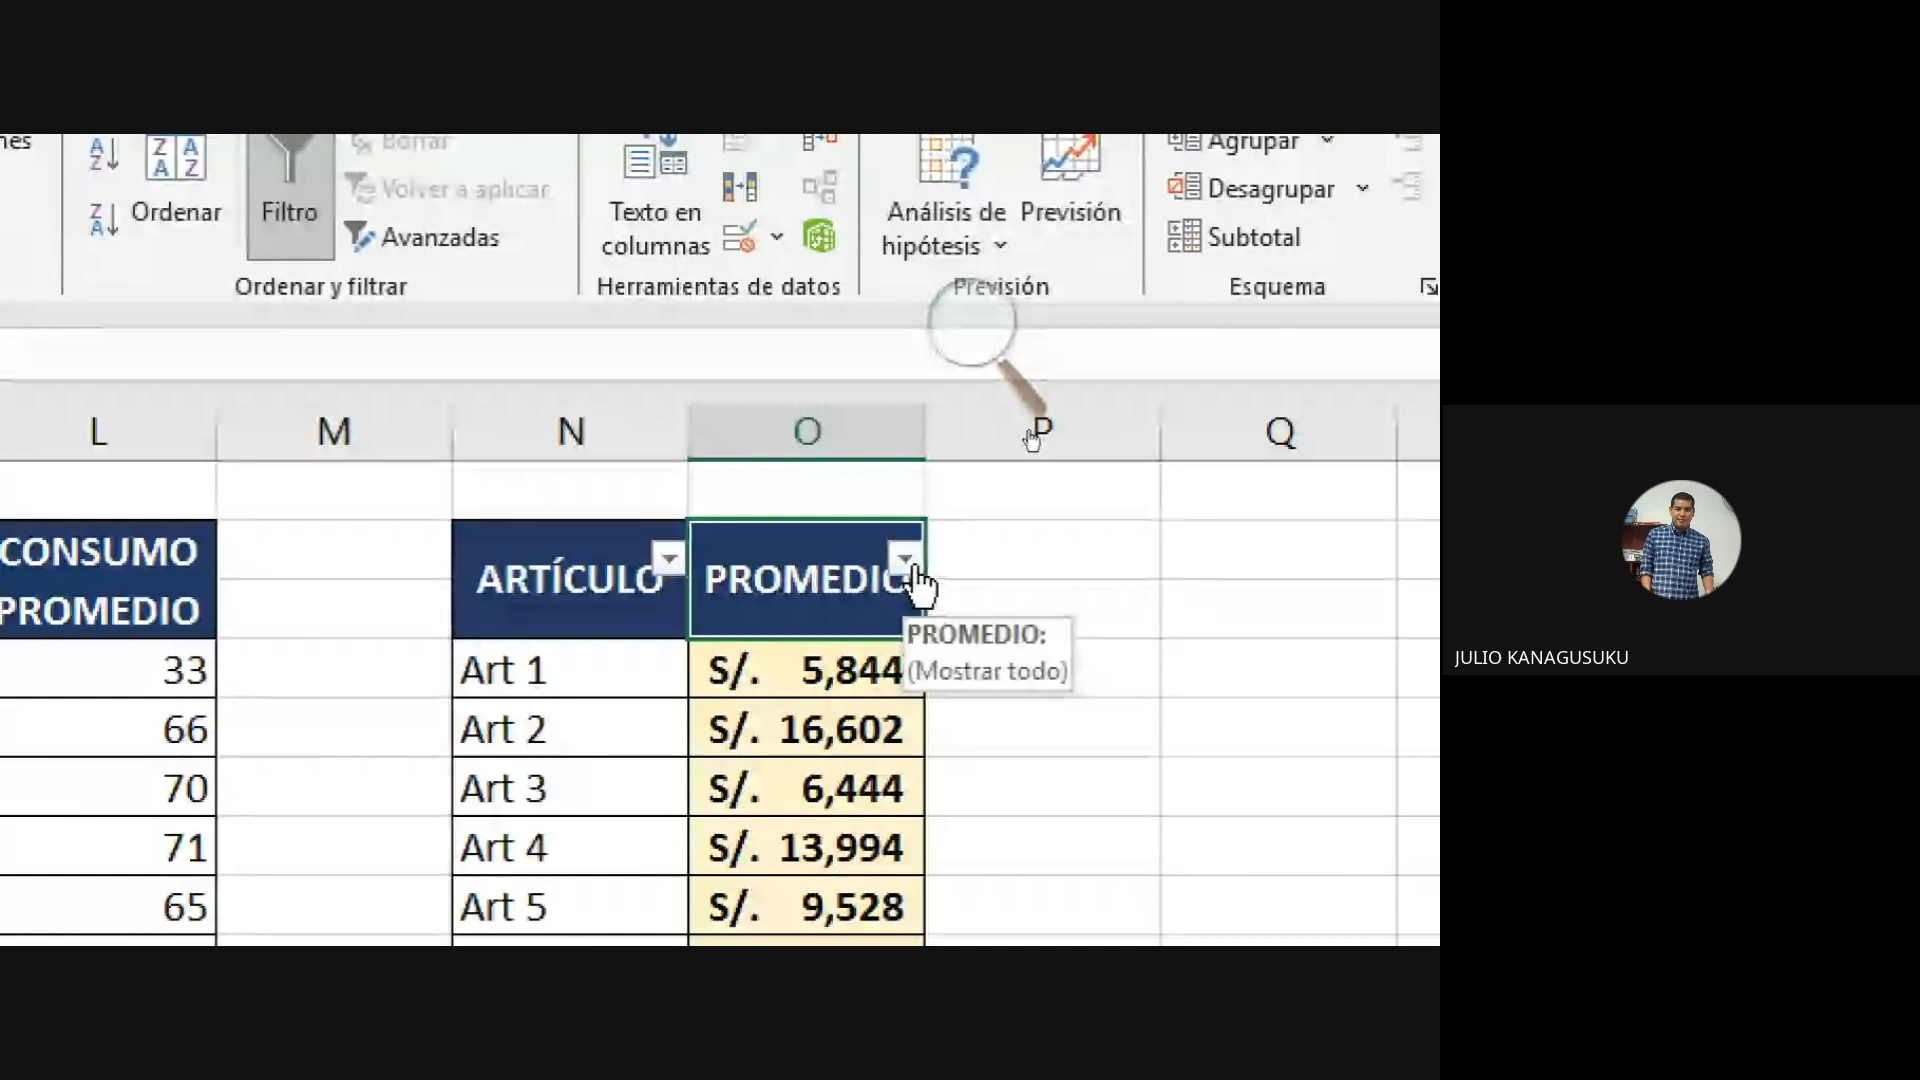 nes
Ordenar
Filtro
Borrar
Volver a aplicar
Avanzadas
Ordenar y filtrar
Texto en
columnas
Herramientas de datos
Análisis de
hipótesis
Previsión
Previsión
Agrupar
Desagrupar
Subtotal
Esquema
L M N O P Q
CONSUMO
PROMEDIO
ARTÍCULO
PROMEDIO
PROMEDIO:
(Mostrar todo)
33 Art 1 S/. 5,844
66 Art 2 S/. 16,602
70 Art 3 S/. 6,444
71 Art 4 S/. 13,994
65 Art 5 S/. 9,528
JULIO KANAGUSUKU